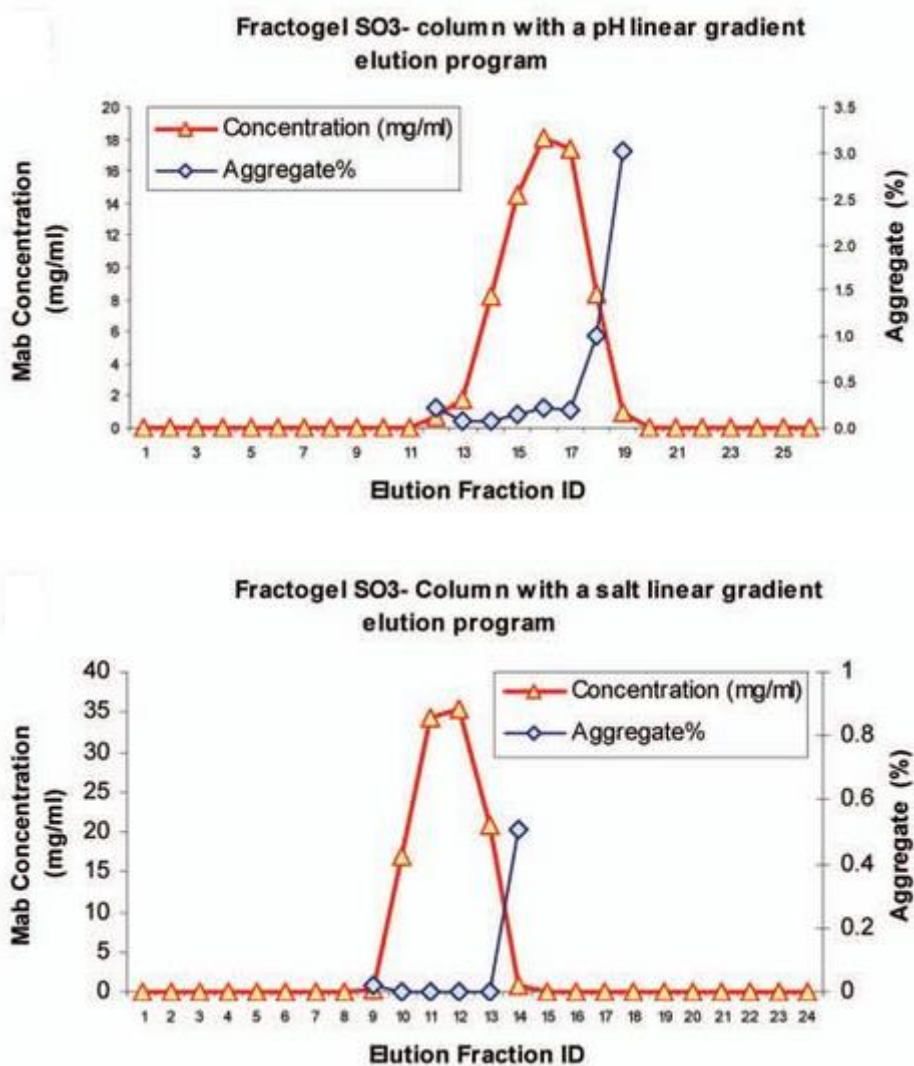 Fractogel SO3- column with a pH linear gradient
elution program
Concentration (mg/ml)
Aggregate%
20
18
16
14
12
10
8
6
4
2
0
3.5
3.0
2.5
2.0
1.5
1.0
0.5
0.0
Mab Concentration
(mg/ml)
Aggregate (%)
1 3 5 7 9 11 13 15 17 19 21 23 25
Elution Fraction ID
Fractogel SO3- Column with a salt linear gradient
elution program
Concentration (mg/ml)
Aggregate%
40
35
30
25
20
15
10
5
0
1
0.8
0.6
0.4
0.2
0
Mab Concentration
(mg/ml)
Aggregate (%)
1 2 3 4 5 6 7 8 9 10 11 12 13 14 15 16 17 18 19 20 21 22 23 24
Elution Fraction ID